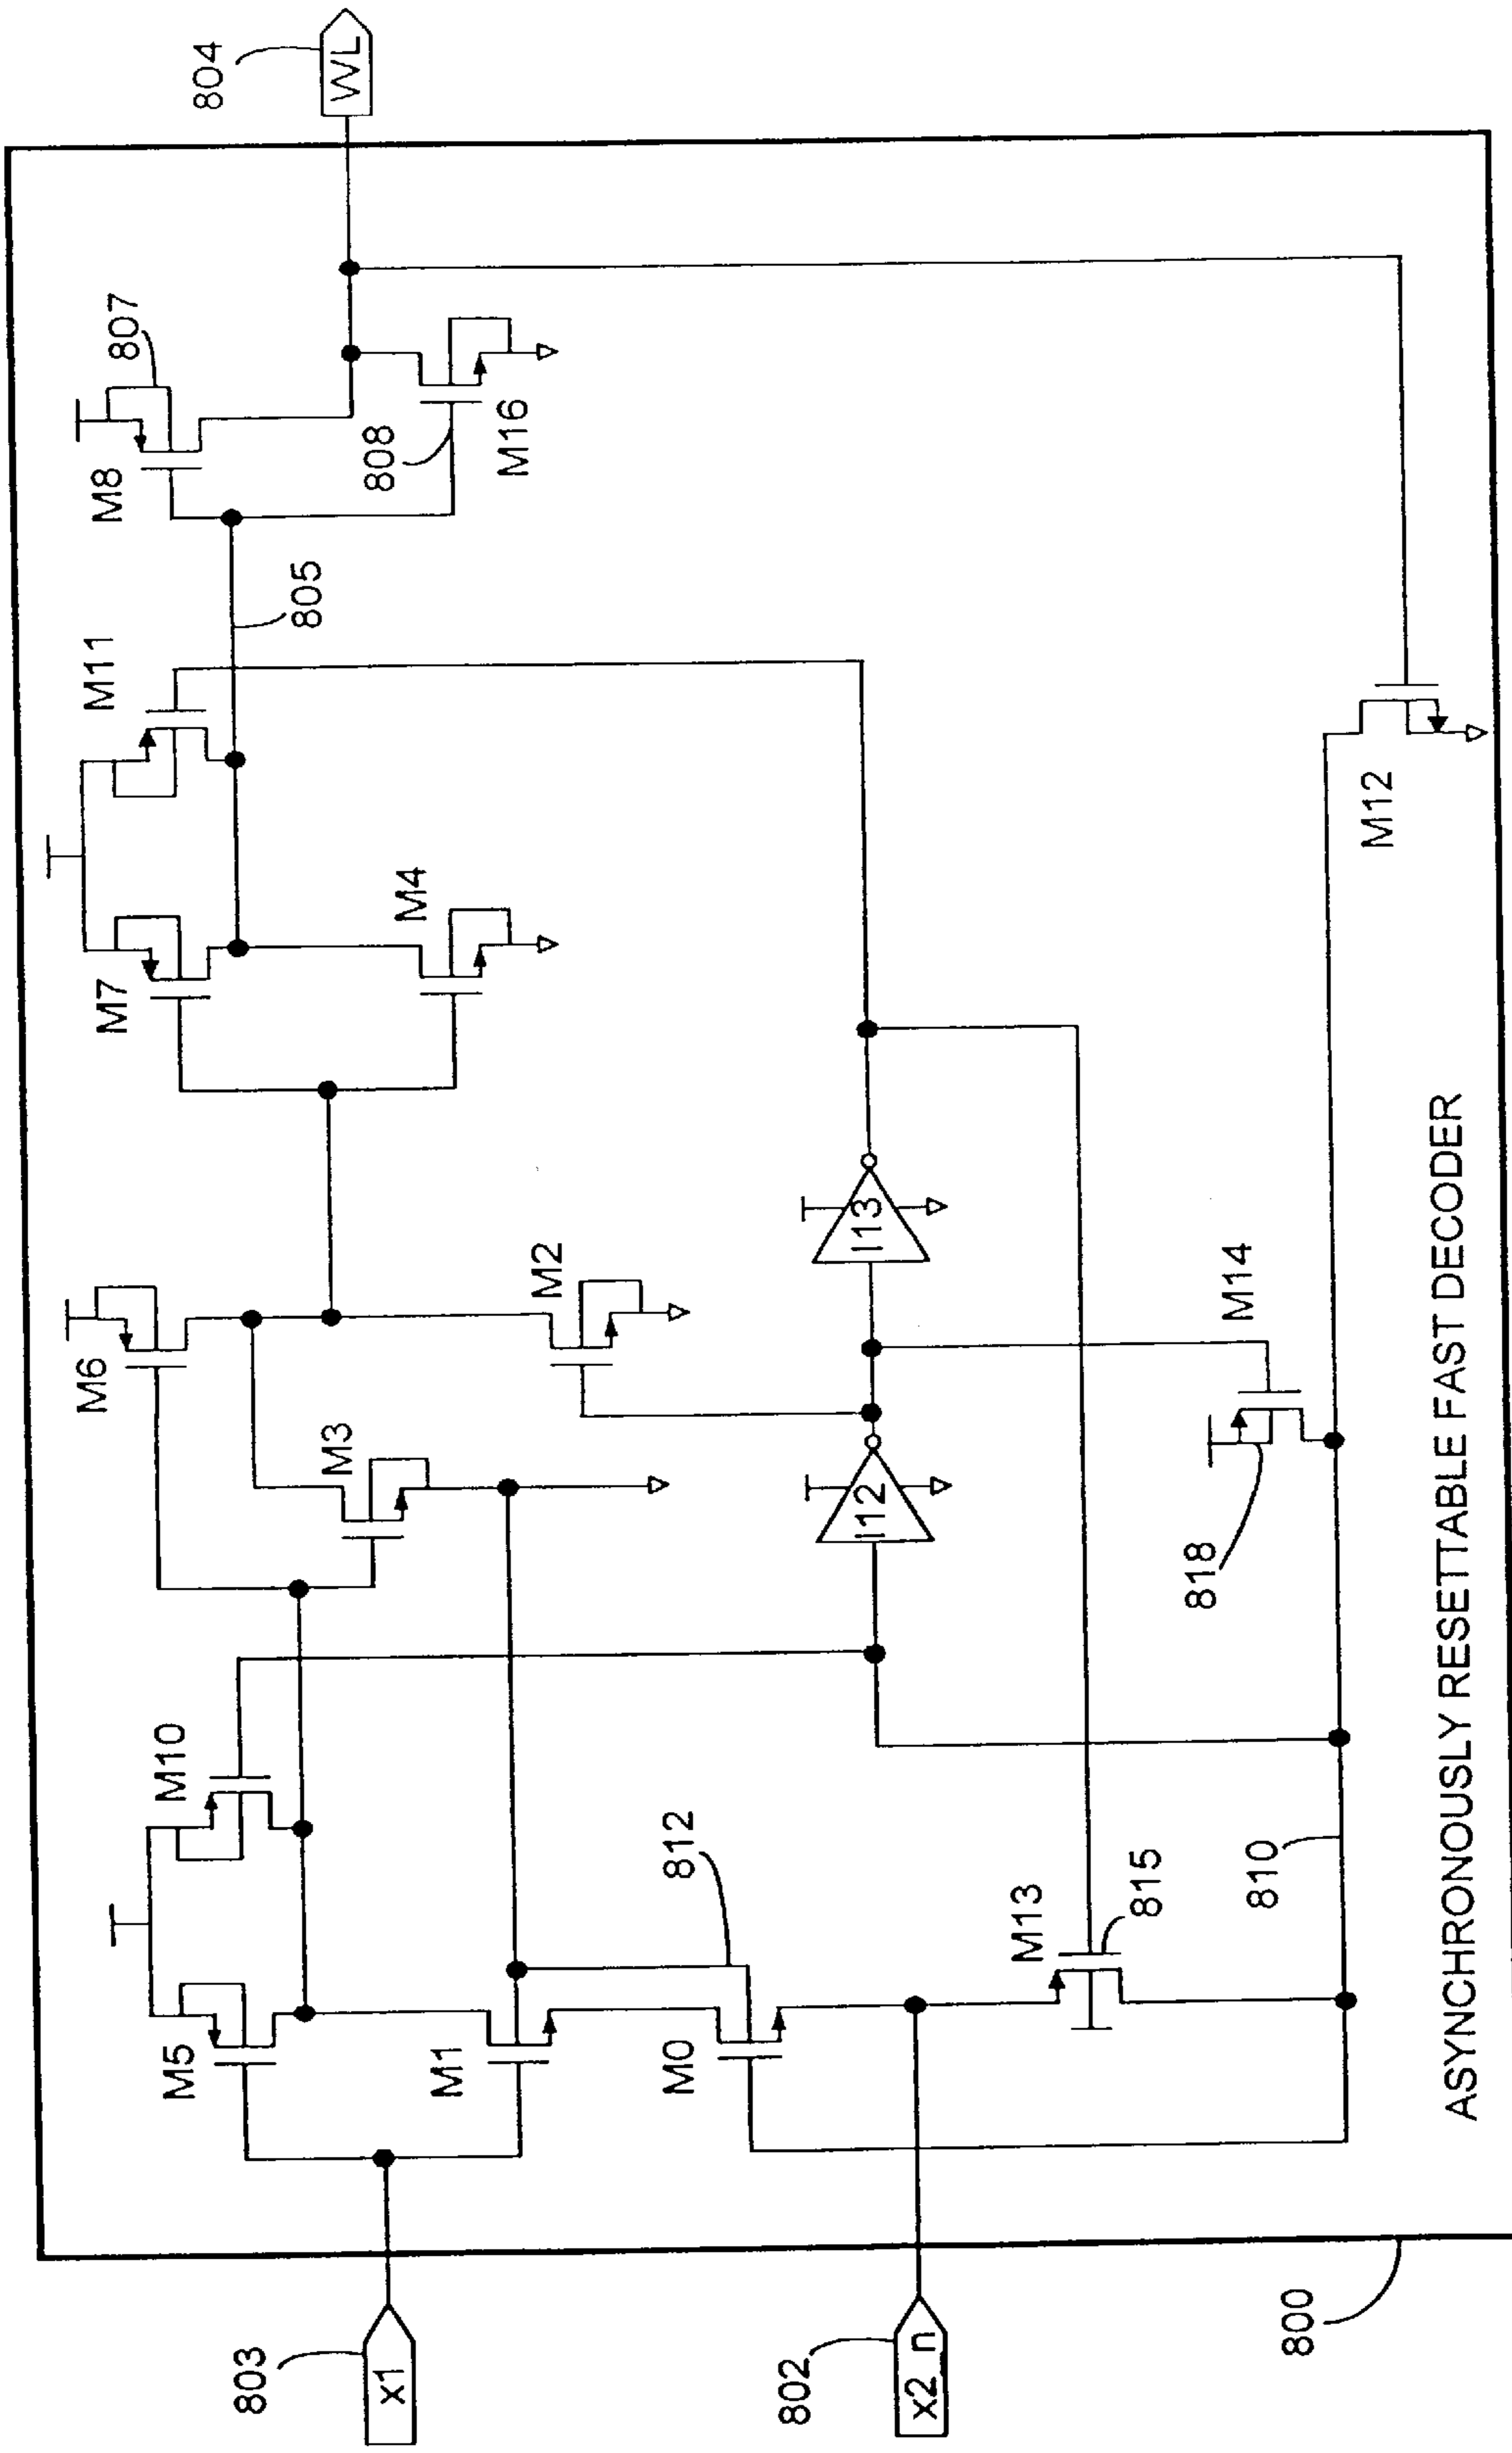 804
WL
807
M8
808
M16
805
M11
M7
M4
M6
M3
M2
M10
M5
M1
812
M0
803
x1
802
x2_n
I12
I13
M13
815
810
M14
818
M12
800
ASYNCHRONOUSLY RESETTABLE FAST DECODER